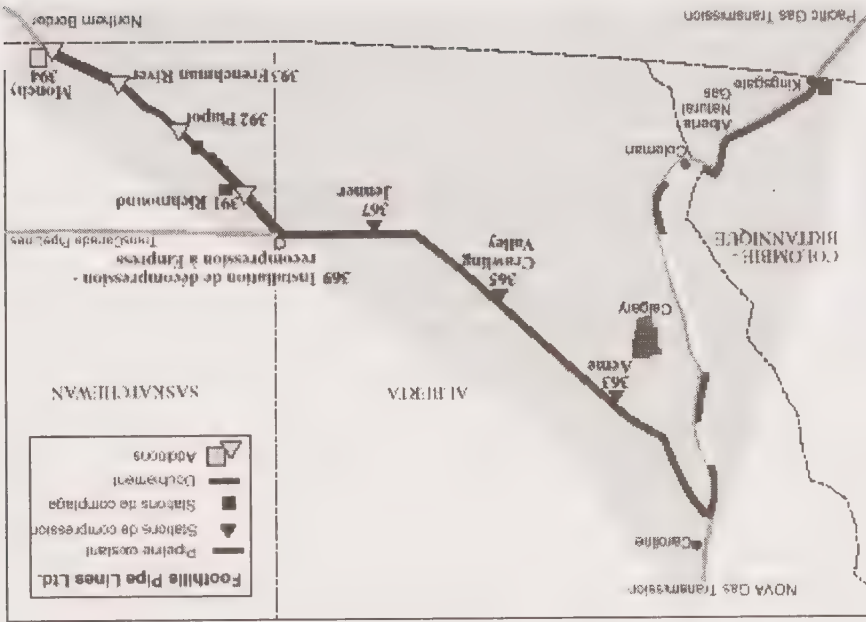 NOVA Gas Transmission
Foothills Pipe Lines Ltd.
Pipeline existant
Stations de compression
Stations de comptage
Doublement
Additions
Caroline
363
Acme
ALBERTA
SASKATCHEWAN
Calgary
365
Crawling
Valley
369 Installation de décompression -
recompression à Empress
TransCanada PipeLines
COLOMBIE-
BRITANNIQUE
367
Jenner
391 Richmound
Coleman
Alberta
Natural
Gas
392 Piapot
Kingsgate
393 Frenchman River
394
Monchy
Pacific Gas Transmission
Northern Border